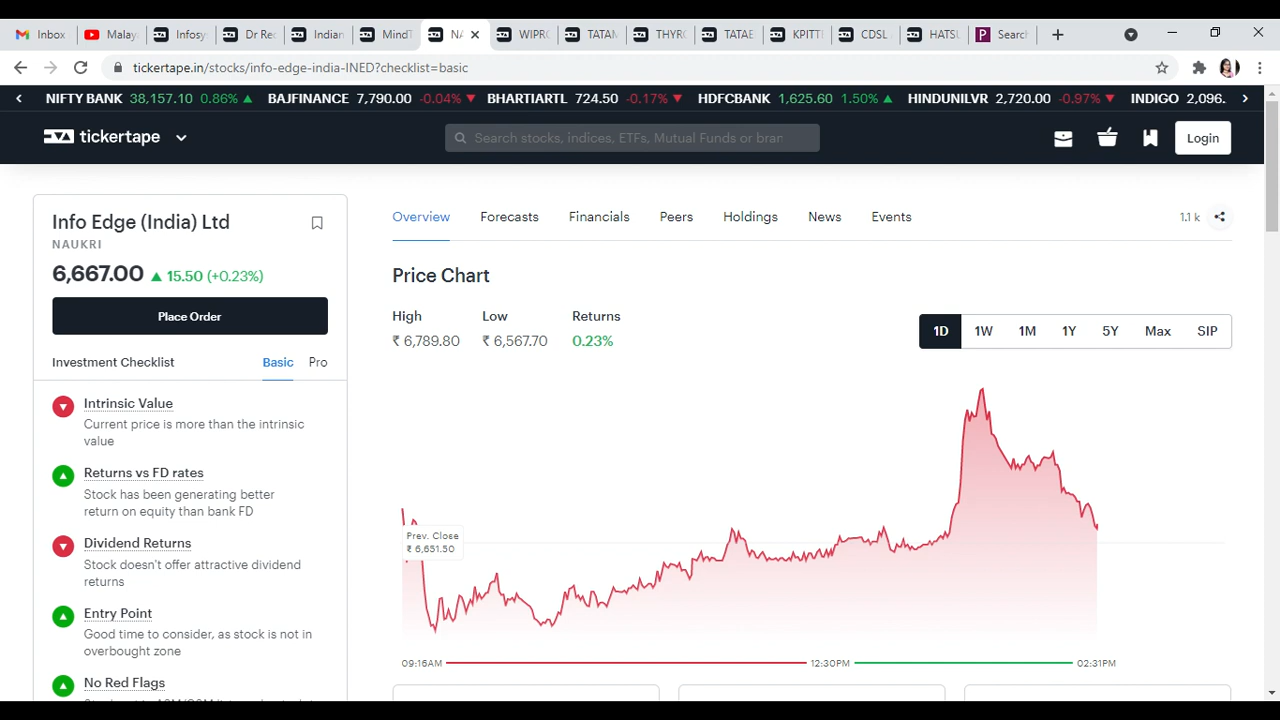 Inbox Malay Infosy Dr Re Indian MindT NA WIPRO TATAM THYRO TATAE KPITTI CDSL HATSU Search
tickertape.in/stocks/info-edge-india-INED?checklist=basic
NIFTY BANK 38,157.10 0.86% BAJFINANCE 7,790.00 -0.04% BHARTIARTL 724.50 -0.17% HDFCBANK 1,625.60 1.50% HINDUNILVR 2,720.00 -0.97% INDIGO 2,096.
tickertape
Search stocks, indices, ETFs, Mutual Funds or bran
Login
Info Edge (India) Ltd
NAUKRI
6,667.00 15.50 (+0.23%)
Place Order
Investment Checklist Basic Pro
Intrinsic Value
Current price is more than the intrinsic
value
Returns vs FD rates
Stock has been generating better
return on equity than bank FD
Dividend Returns
Stock doesn't offer attractive dividend
returns
Entry Point
Good time to consider, as stock is not in
overbought zone
No Red Flags
Overview Forecasts Financials Peers Holdings News Events
1.1 k
Price Chart
High Low Returns
₹ 6,789.80 ₹ 6,567.70 0.23%
1D 1W 1M 1Y 5Y Max SIP
Prev. Close
₹ 6,651.50
09:16AM 12:30PM 02:31PM